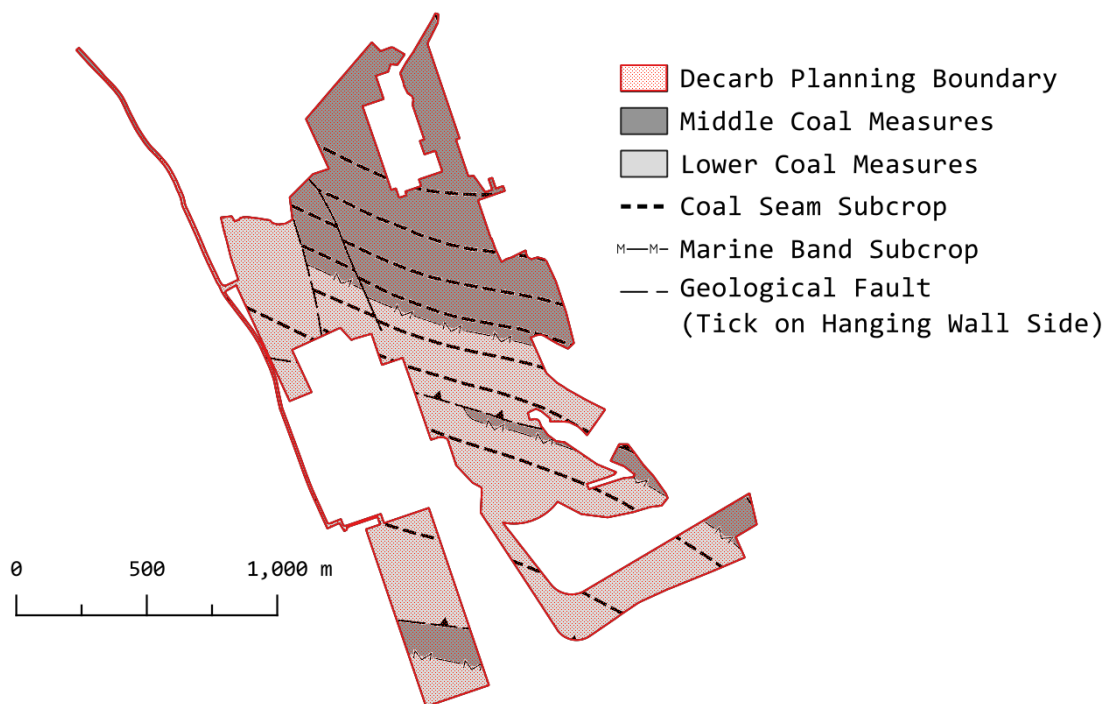 Decarb Planning Boundary
Middle Coal Measures
Lower Coal Measures
Coal Seam Subcrop
M M Marine Band Subcrop
Geological Fault
(Tick on Hanging Wall Side)
0 500 1,000 m